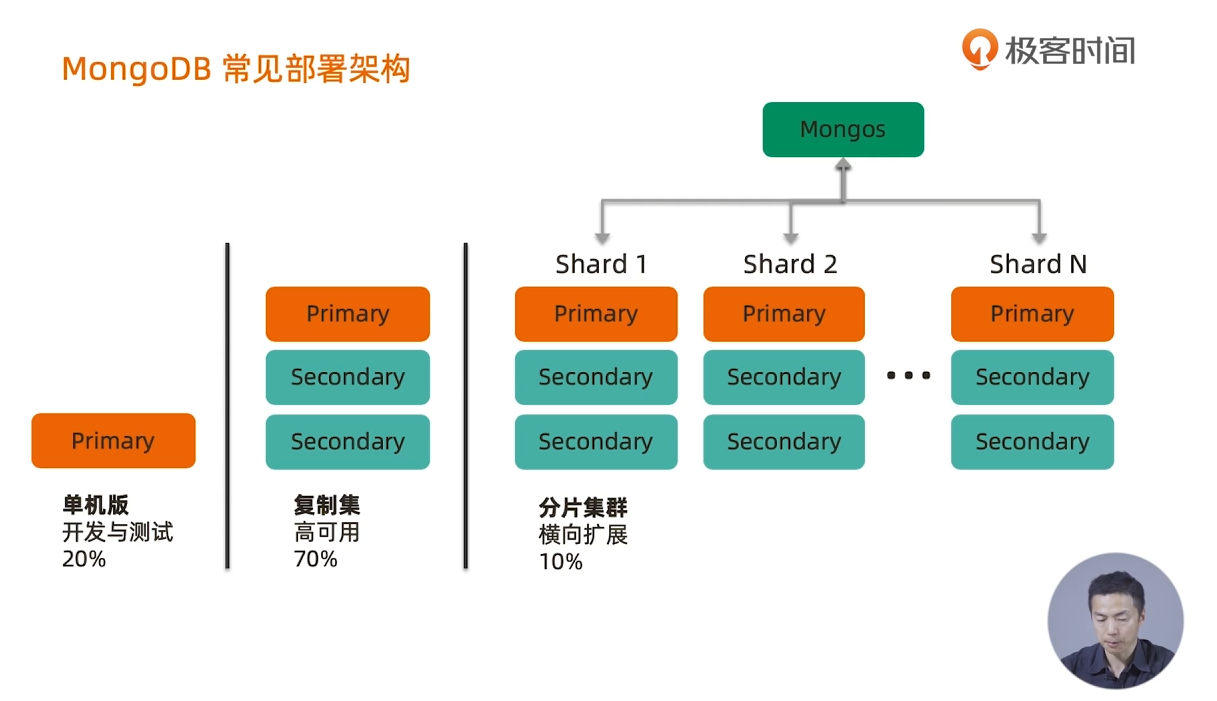 MongoDB 常见部署架构
极客时间
Mongos
Shard 1
Shard 2
Shard N
Primary
Primary
Primary
Primary
Secondary
Secondary
Secondary
• • •
Secondary
Primary
Secondary
Secondary
Secondary
Secondary
单机版
开发与测试
20%
复制集
高可用
70%
分片集群
横向扩展
10%